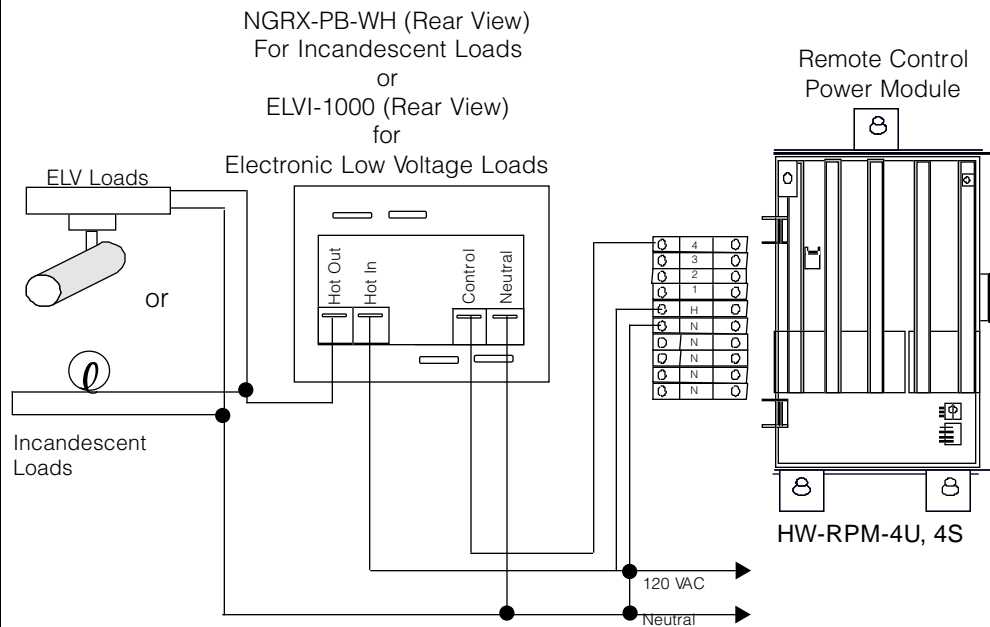 NGRX-PB-WH (Rear View)
For Incandescent Loads
or
ELVI-1000 (Rear View)
for
Electronic Low Voltage Loads
Remote Control
Power Module
ELV Loads
or
Incandescent
Loads
Hot Out
Hot In
Control
Neutral
4
3
2
1
H
N
N
N
N
N
HW-RPM-4U, 4S
120 VAC
Neutral